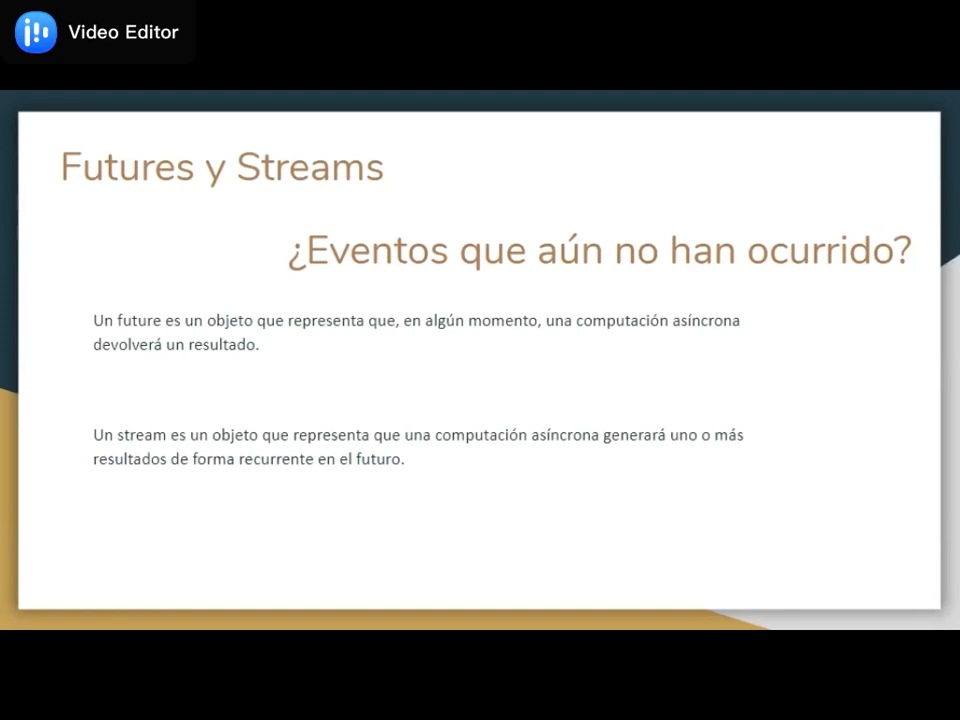 Video Editor
Futures y Streams
¿Eventos que aún no han ocurrido?
Un future es un objeto que representa que, en algún momento, una computación asíncrona
devolverá un resultado.
Un stream es un objeto que representa que una computación asíncrona generará uno o más
resultados de forma recurrente en el futuro.